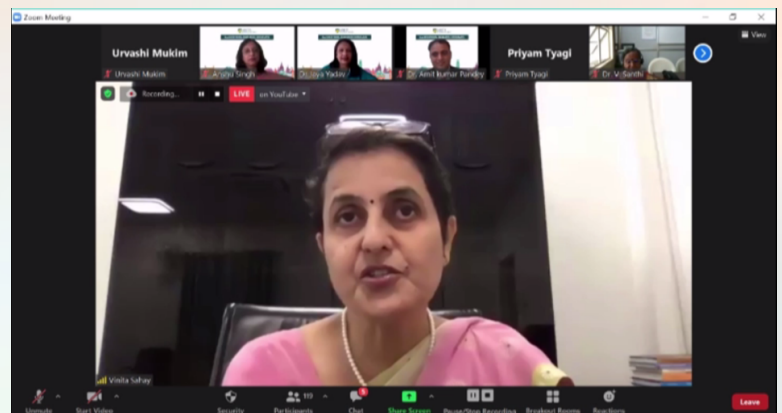 Zoom Meeting
View
Urvashi Mukim
Priyam Tyagi
Urvashi Mukim
Anshu Singh
Dr. Joya Yadav
Dr. Amit kumar Pandey
Priyam Tyagi
Dr. V. Santhi
Recording...
LIVE
on YouTube
Vinita Sahay
Unmute
Start Video
Security
Participants
119
Chat
Share Screen
Pause/Stop Recording
Breakout Rooms
Reactions
Leave